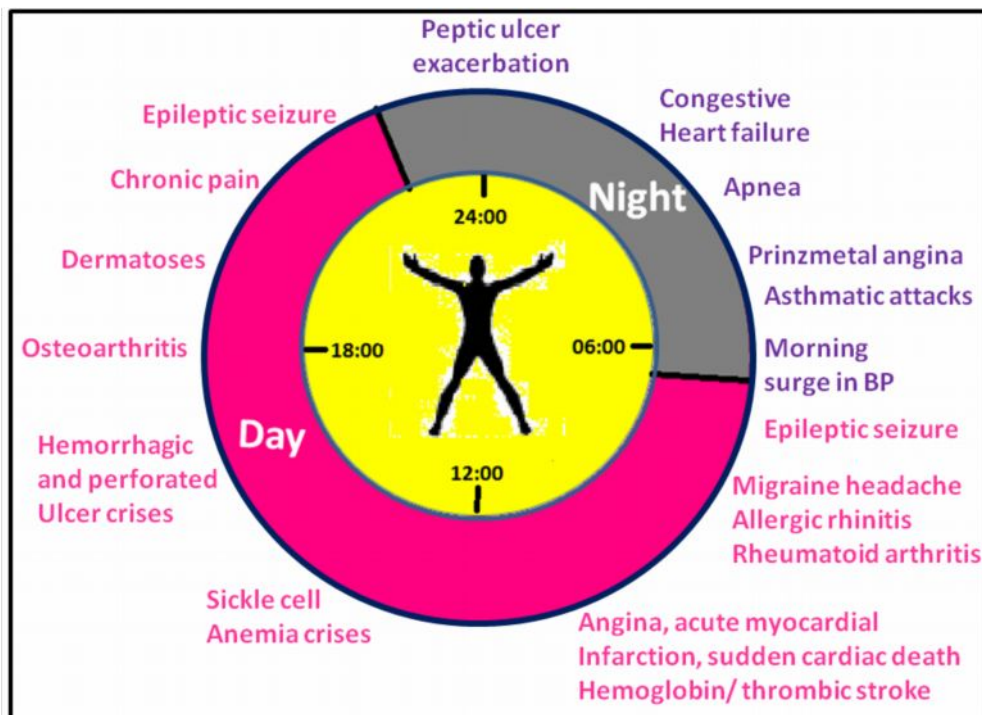 Peptic ulcer
exacerbation
Congestive
Heart failure
Apnea
Prinzmetal angina
Asthmatic attacks
Morning
surge in BP
Epileptic seizure
Migraine headache
Allergic rhinitis
Rheumatoid arthritis
Angina, acute myocardial
Infarction, sudden cardiac death
Hemoglobin/ thrombic stroke
Sickle cell
Anemia crises
Hemorrhagic
and perforated
Ulcer crises
Osteoarthritis
Dermatoses
Chronic pain
Epileptic seizure
Night
Day
24:00
06:00
12:00
18:00